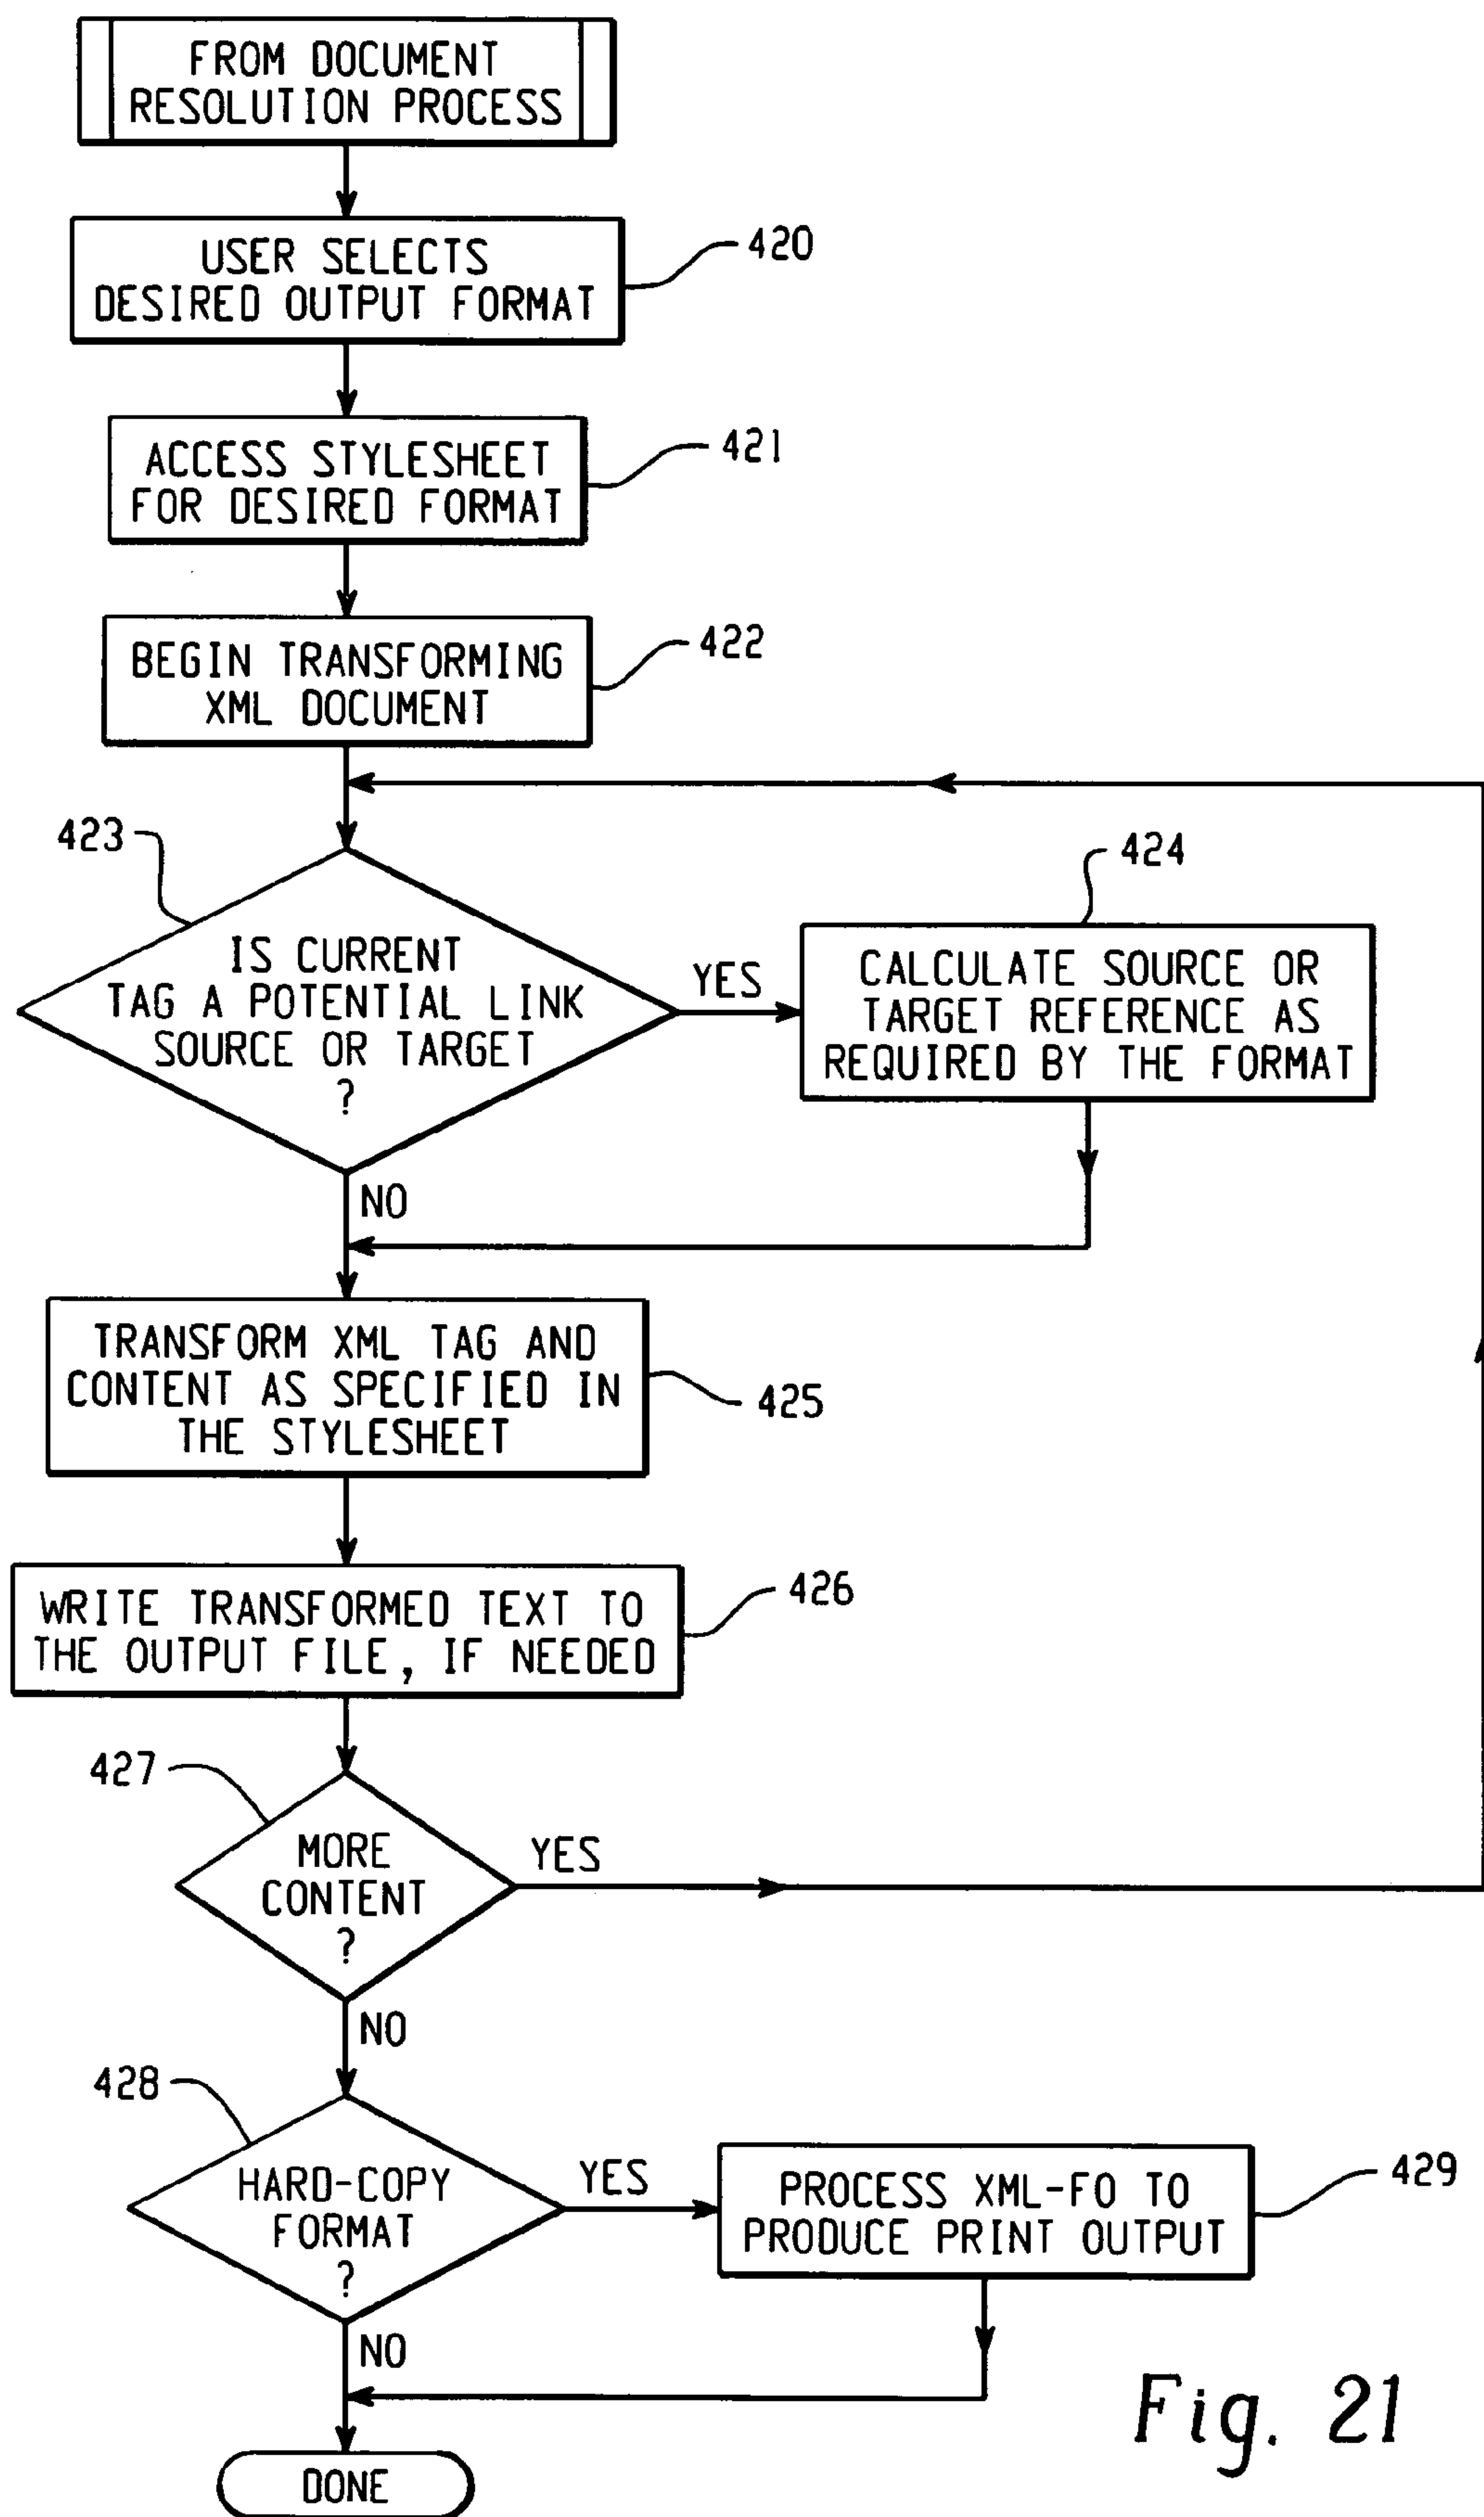 FROM DOCUMENT
RESOLUTION PROCESS
USER SELECTS
DESIRED OUTPUT FORMAT
420
ACCESS STYLESHEET
FOR DESIRED FORMAT
421
BEGIN TRANSFORMING
XML DOCUMENT
422
423
IS CURRENT
TAG A POTENTIAL LINK
SOURCE OR TARGET
?
YES
424
CALCULATE SOURCE OR
TARGET REFERENCE AS
REQUIRED BY THE FORMAT
NO
TRANSFORM XML TAG AND
CONTENT AS SPECIFIED IN
THE STYLESHEET
425
WRITE TRANSFORMED TEXT TO
THE OUTPUT FILE, IF NEEDED
426
427
MORE
CONTENT
?
YES
NO
428
HARD-COPY
FORMAT
?
YES
PROCESS XML-FO TO
PRODUCE PRINT OUTPUT
429
NO
DONE
Fig. 21